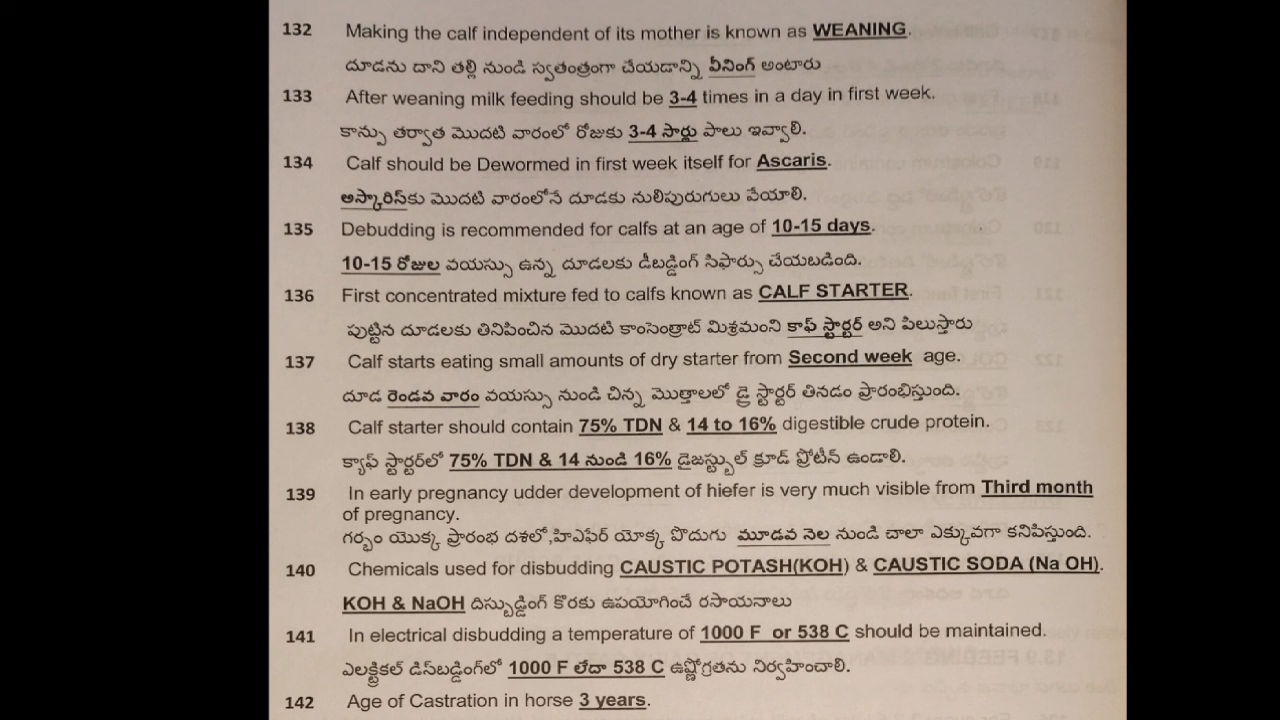 132 Making the calf independent of its mother is known as WEANING.
దూడను దాని తల్లి నుండి స్వతంత్రంగా చేయడాన్ని వీనింగ్ అంటారు
133 After weaning milk feeding should be 3-4 times in a day in first week.
కాన్పు తర్వాత మొదటి వారంలో రోజుకు 3-4 సార్లు పాలు ఇవ్వాలి.
134 Calf should be Dewormed in first week itself for Ascaris.
అస్కారిస్‌కు మొదటి వారంలోనే దూడకు నులిపురుగులు వేయాలి.
135 Debudding is recommended for calfs at an age of 10-15 days.
10-15 రోజుల వయస్సు ఉన్న దూడలకు డీబడ్డింగ్ సిఫార్సు చేయబడింది.
136 First concentrated mixture fed to calfs known as CALF STARTER.
పుట్టిన దూడలకు తినిపించిన మొదటి కాంసెంత్రాట్ మిశ్రమంని కాఫ్ స్టార్టర్ అని పిలుస్తారు
137 Calf starts eating small amounts of dry starter from Second week age.
దూడ రెండవ వారం వయస్సు నుండి చిన్న మొత్తాలలో డ్రై స్టార్టర్ తినడం ప్రారంభిస్తుంది.
138 Calf starter should contain 75% TDN & 14 to 16% digestible crude protein.
క్యాఫ్ స్టార్టర్‌లో 75% TDN & 14 నుండి 16% డైజస్ట్బుల్ క్రూడ్ ప్రోటీన్ ఉండాలి.
139 In early pregnancy udder development of hiefer is very much visible from Third month
of pregnancy.
గర్భం యొక్క ప్రారంభ దశలో,హిఎఫేర్ యోక్క పొదుగు మూడవ నెల నుండి చాలా ఎక్కువగా కనిపిస్తుంది.
140 Chemicals used for disbudding CAUSTIC POTASH(KOH) & CAUSTIC SODA (Na OH).
KOH & NaOH దిస్బుడ్డింగ్ కొరకు ఉపయోగించే రసాయనాలు
141 In electrical disbudding a temperature of 1000 F or 538 C should be maintained.
ఎలక్ట్రికల్ డిస్‌బడ్డింగ్‌లో 1000 F లేదా 538 C ఉష్ణోగ్రతను నిర్వహించాలి.
142 Age of Castration in horse 3 years.